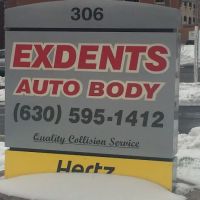 306
EXDENTS
AUTO BODY
(630) 595-1412
Quality Collision Service
Hertz